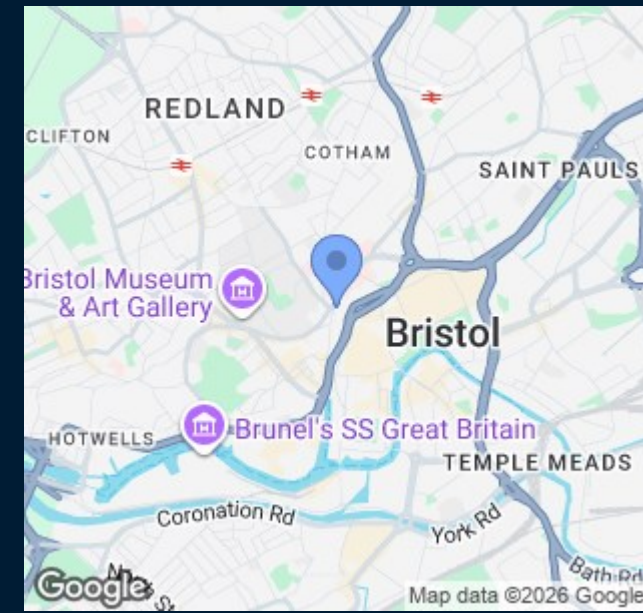 REDLAND
CLIFTON
COTHAM
SAINT PAULS
Bristol Museum
& Art Gallery
Bristol
Brunel's SS Great Britain
HOTWELLS
TEMPLE MEADS
Coronation Rd
York Rd
Bath Rd
Google
Map data ©2026 Google